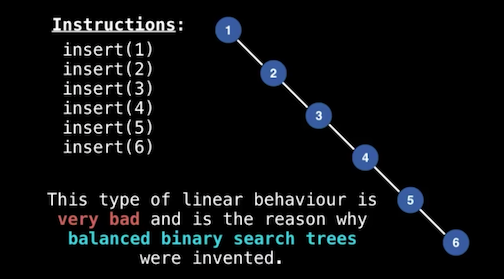 Instructions:
insert(1)
insert(2)
insert(3)
insert(4)
insert(5)
insert(6)
1
2
3
4
5
6
This type of linear behaviour is
very bad and is the reason why
balanced binary search trees
were invented.